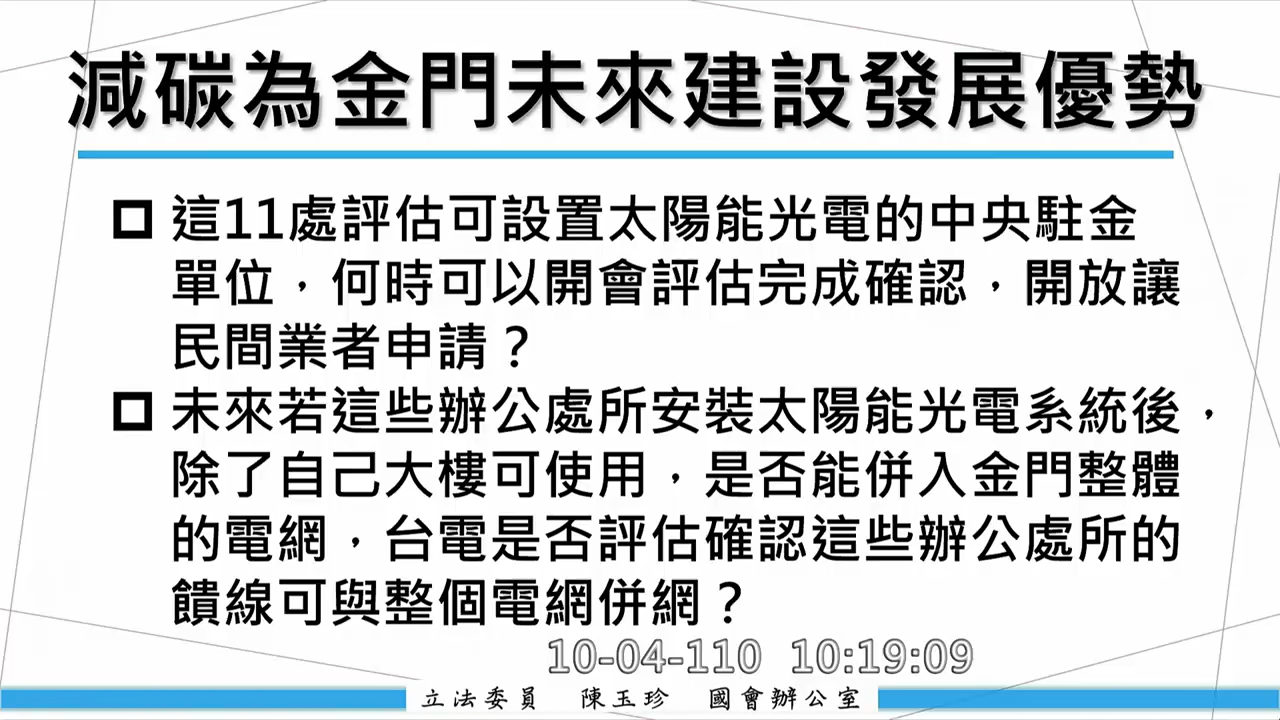 減碳為金門未來建設發展優勢
這11處評估可設置太陽能光電的中央駐金
單位，何時可以開會評估完成確認，開放讓
民間業者申請？
未來若這些辦公處所安裝太陽能光電系統後，
除了自己大樓可使用，是否能併入金門整體
的電網，台電是否評估確認這些辦公處所的
饋線可與整個電網併網？
10-04-110 10:19:09
立法委員 陳玉珍 國會辦公室